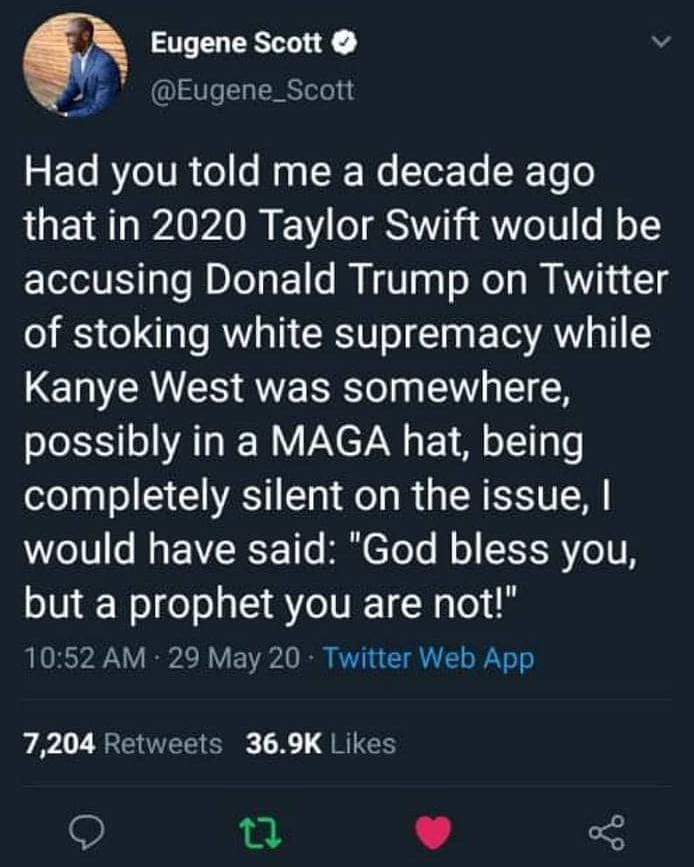 Eugene Scott
@Eugene_Scott
Had you told me a decade ago
that in 2020 Taylor Swift would be
accusing Donald Trump on Twitter
of stoking white supremacy while
Kanye West was somewhere,
possibly in a MAGA hat, being
completely silent on the issue, I
would have said: "God bless you,
but a prophet you are not!"
10:52 AM · 29 May 20 · Twitter Web App
7,204 Retweets 36.9K Likes